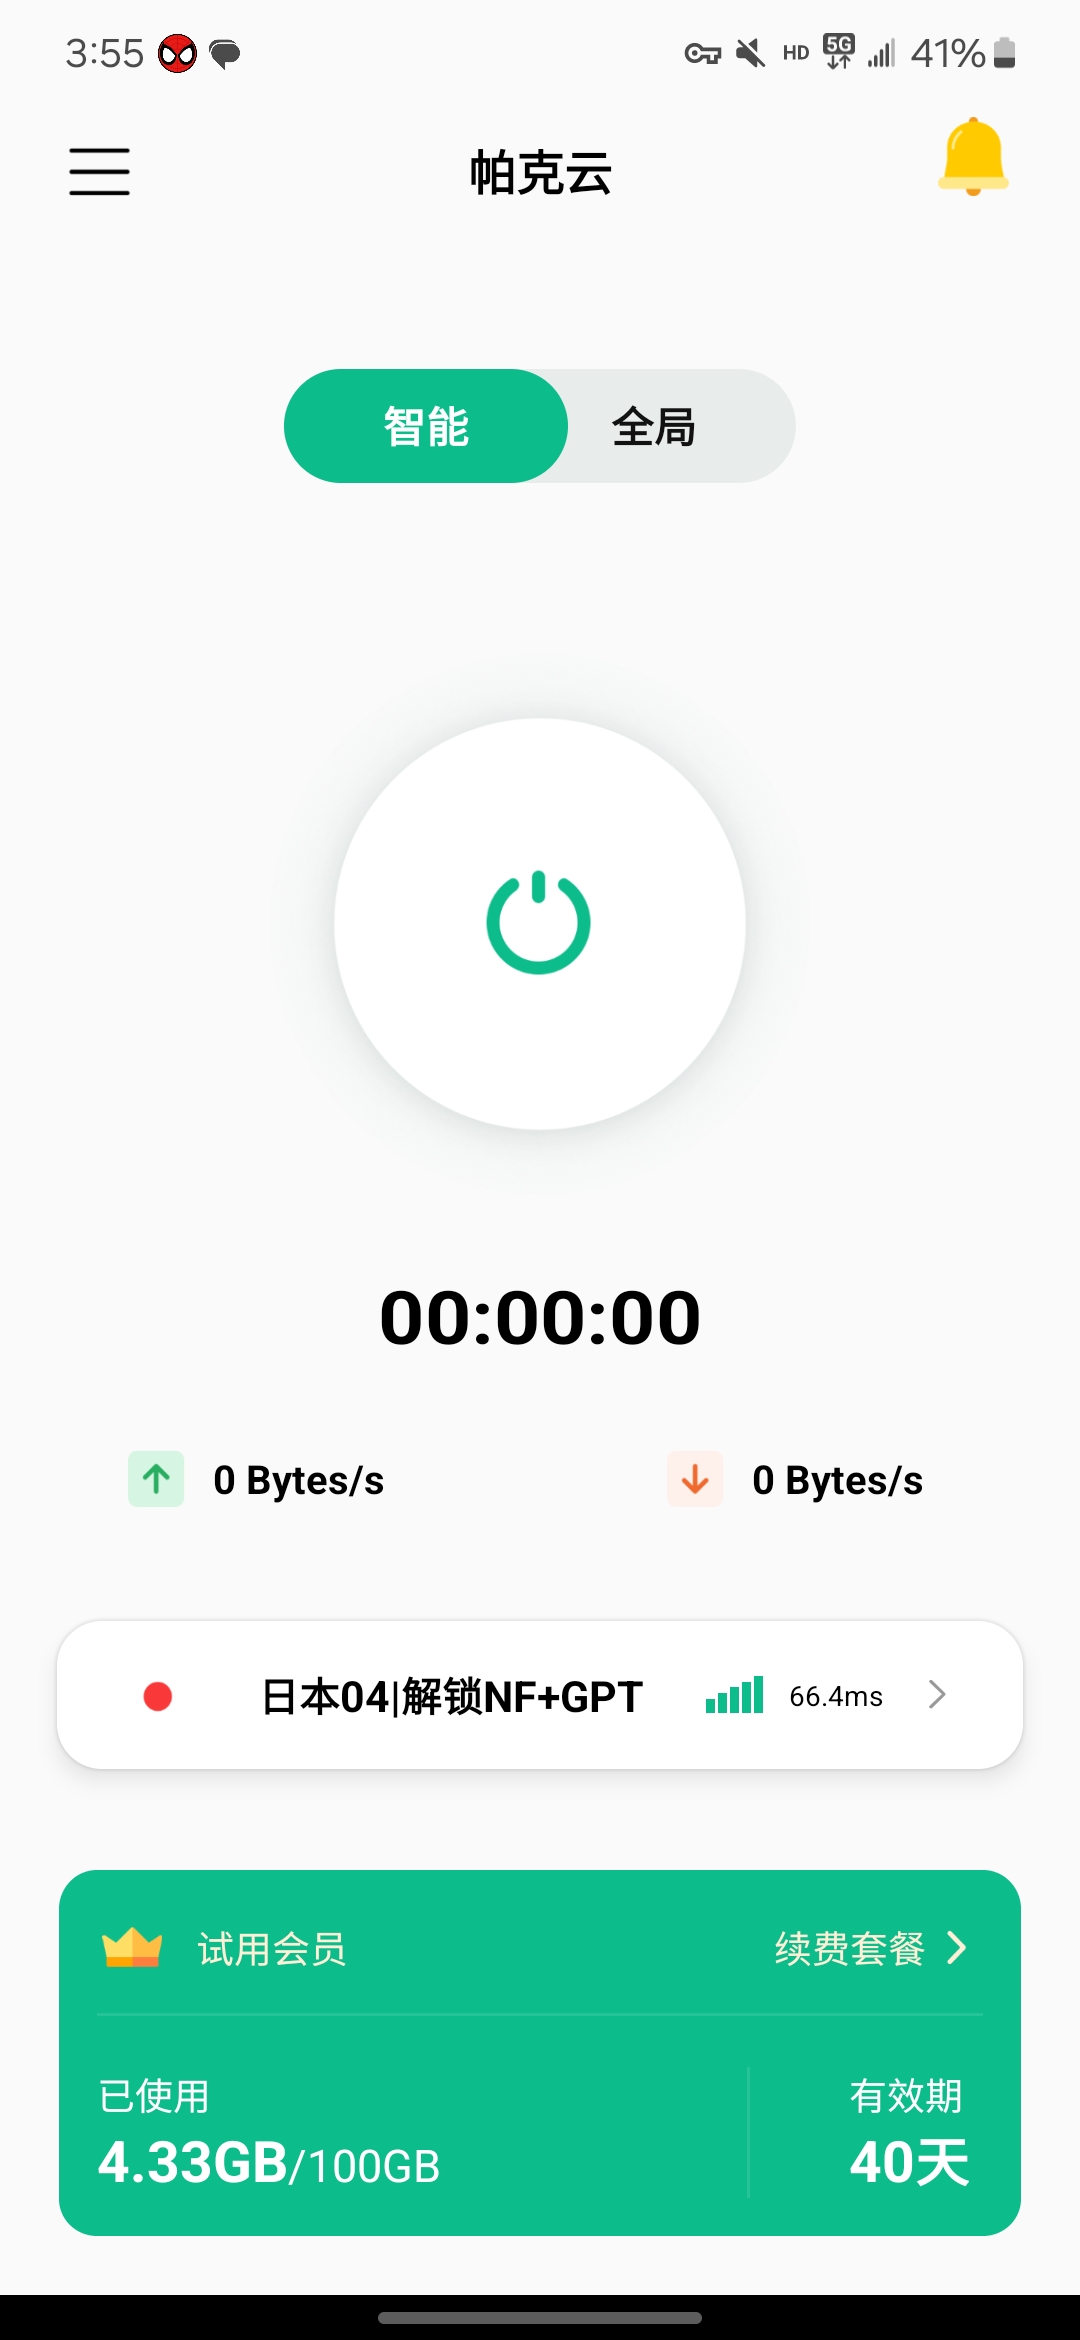 3:55 HD 5G 41%
帕克云
智能 全局
00:00:00
0 Bytes/s 0 Bytes/s
日本04|解锁NF+GPT 66.4ms
试用会员 续费套餐
已使用 有效期
4.33GB/100GB 40天